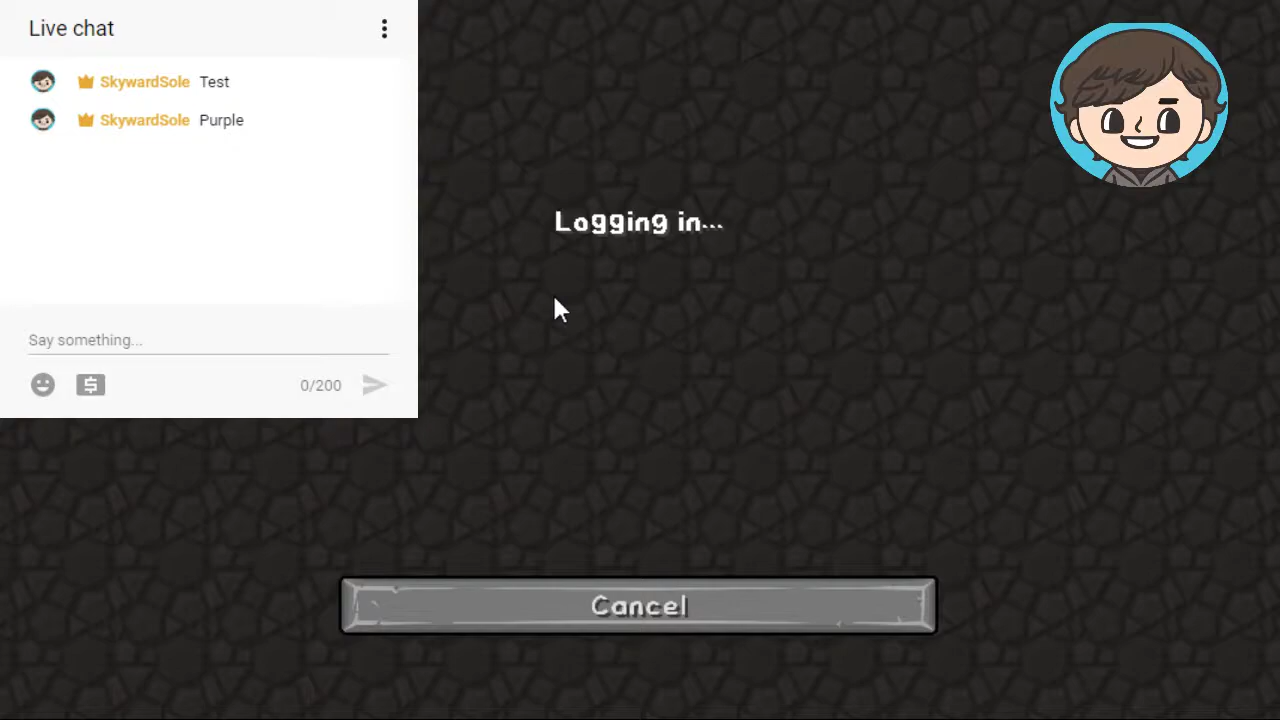 Live chat
SkywardSole Test
SkywardSole Purple
Say something...
0/200
Logging in...
Cancel